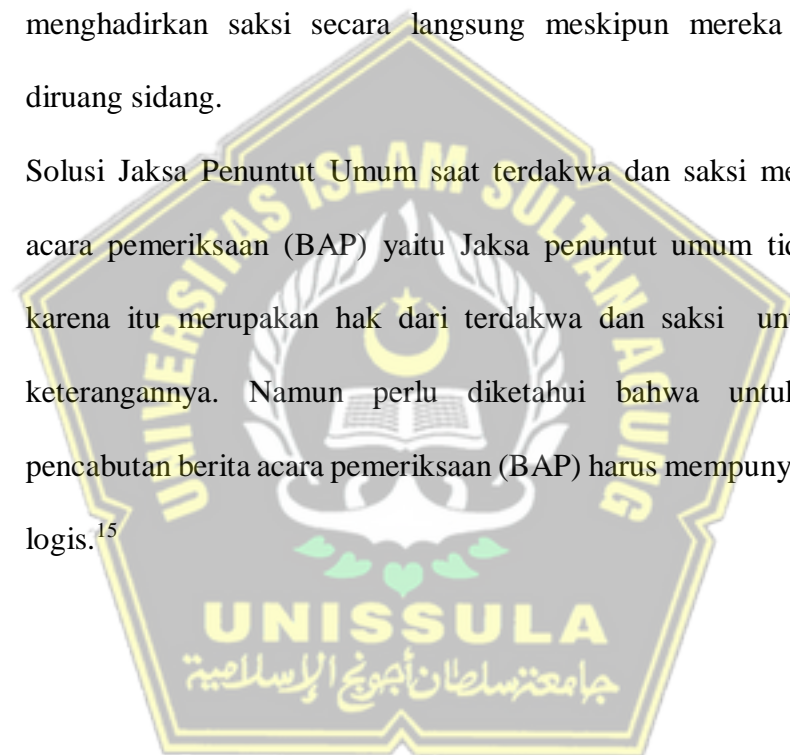 menghadirkan saksi secara langsung meskipun mereka
diruang sidang.
Solusi Jaksa Penuntut Umum saat terdakwa dan saksi me
acara pemeriksaan (BAP) yaitu Jaksa penuntut umum tid
karena itu merupakan hak dari terdakwa dan saksi un
keterangannya. Namun perlu diketahui bahwa untu
pencabutan berita acara pemeriksaan (BAP) harus mempuny
logis.15
UNIVERSITAS ISLAM SULTAN AGUNG
UNISSULA
جامعة سلطان أجونج الإسلامية